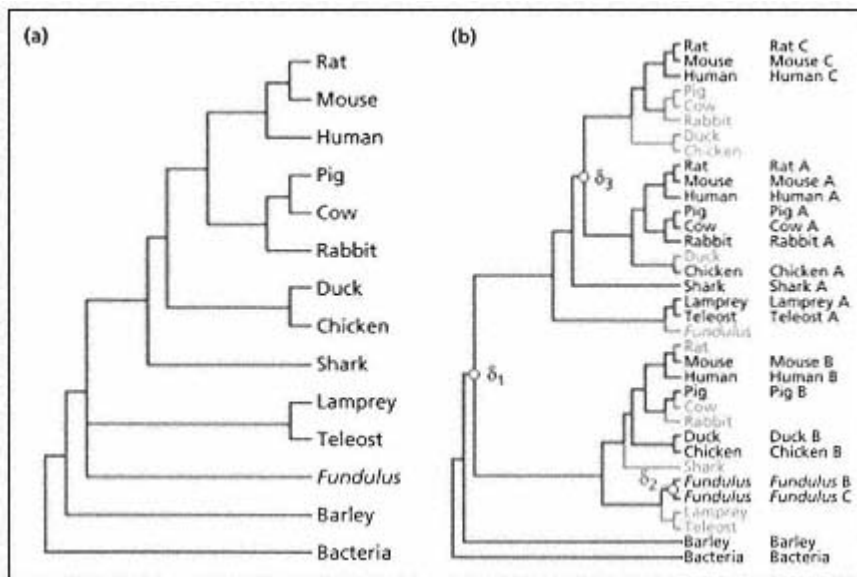 (a)
Rat
Mouse
Human
Pig
Cow
Rabbit
Duck
Chicken
Shark
Lamprey
Teleost
Fundulus
Barley
Bacteria
(b)
Rat Rat C
Mouse Mouse C
Human Human C
Pig
Cow
Rabbit
Duck
Chicken
δ3
Rat Rat A
Mouse Mouse A
Human Human A
Pig Pig A
Cow Cow A
Rabbit Rabbit A
Duck
Chicken Chicken A
Shark Shark A
Lamprey Lamprey A
Teleost Teleost A
Fundulus
δ1
Rat
Mouse Mouse B
Human Human B
Pig Pig B
Cow
Rabbit
Duck Duck B
Chicken Chicken B
Shark
δ2
Fundulus Fundulus B
Fundulus Fundulus C
Lamprey
Teleost
Barley Barley
Bacteria Bacteria